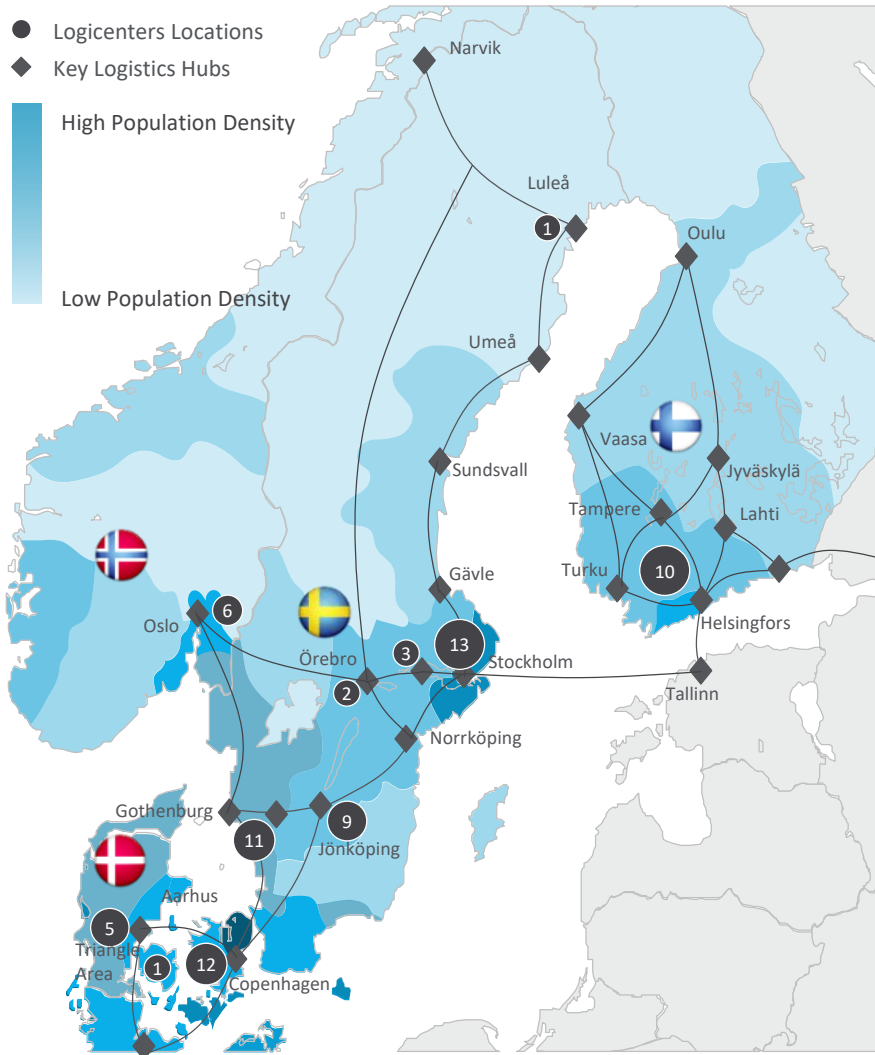 Logicenters Locations
Key Logistics Hubs
High Population Density
Low Population Density
Narvik
Luleå
1
Oulu
Umeå
Vaasa
Sundsvall
Jyväskylä
Tampere
Lahti
Turku
10
Gävle
6
Oslo
Helsingfors
13
3
Örebro
Stockholm
2
Tallinn
Norrköping
Gothenburg
9
11
Jönköping
Aarhus
5
Triangle
Area
1
12
Copenhagen